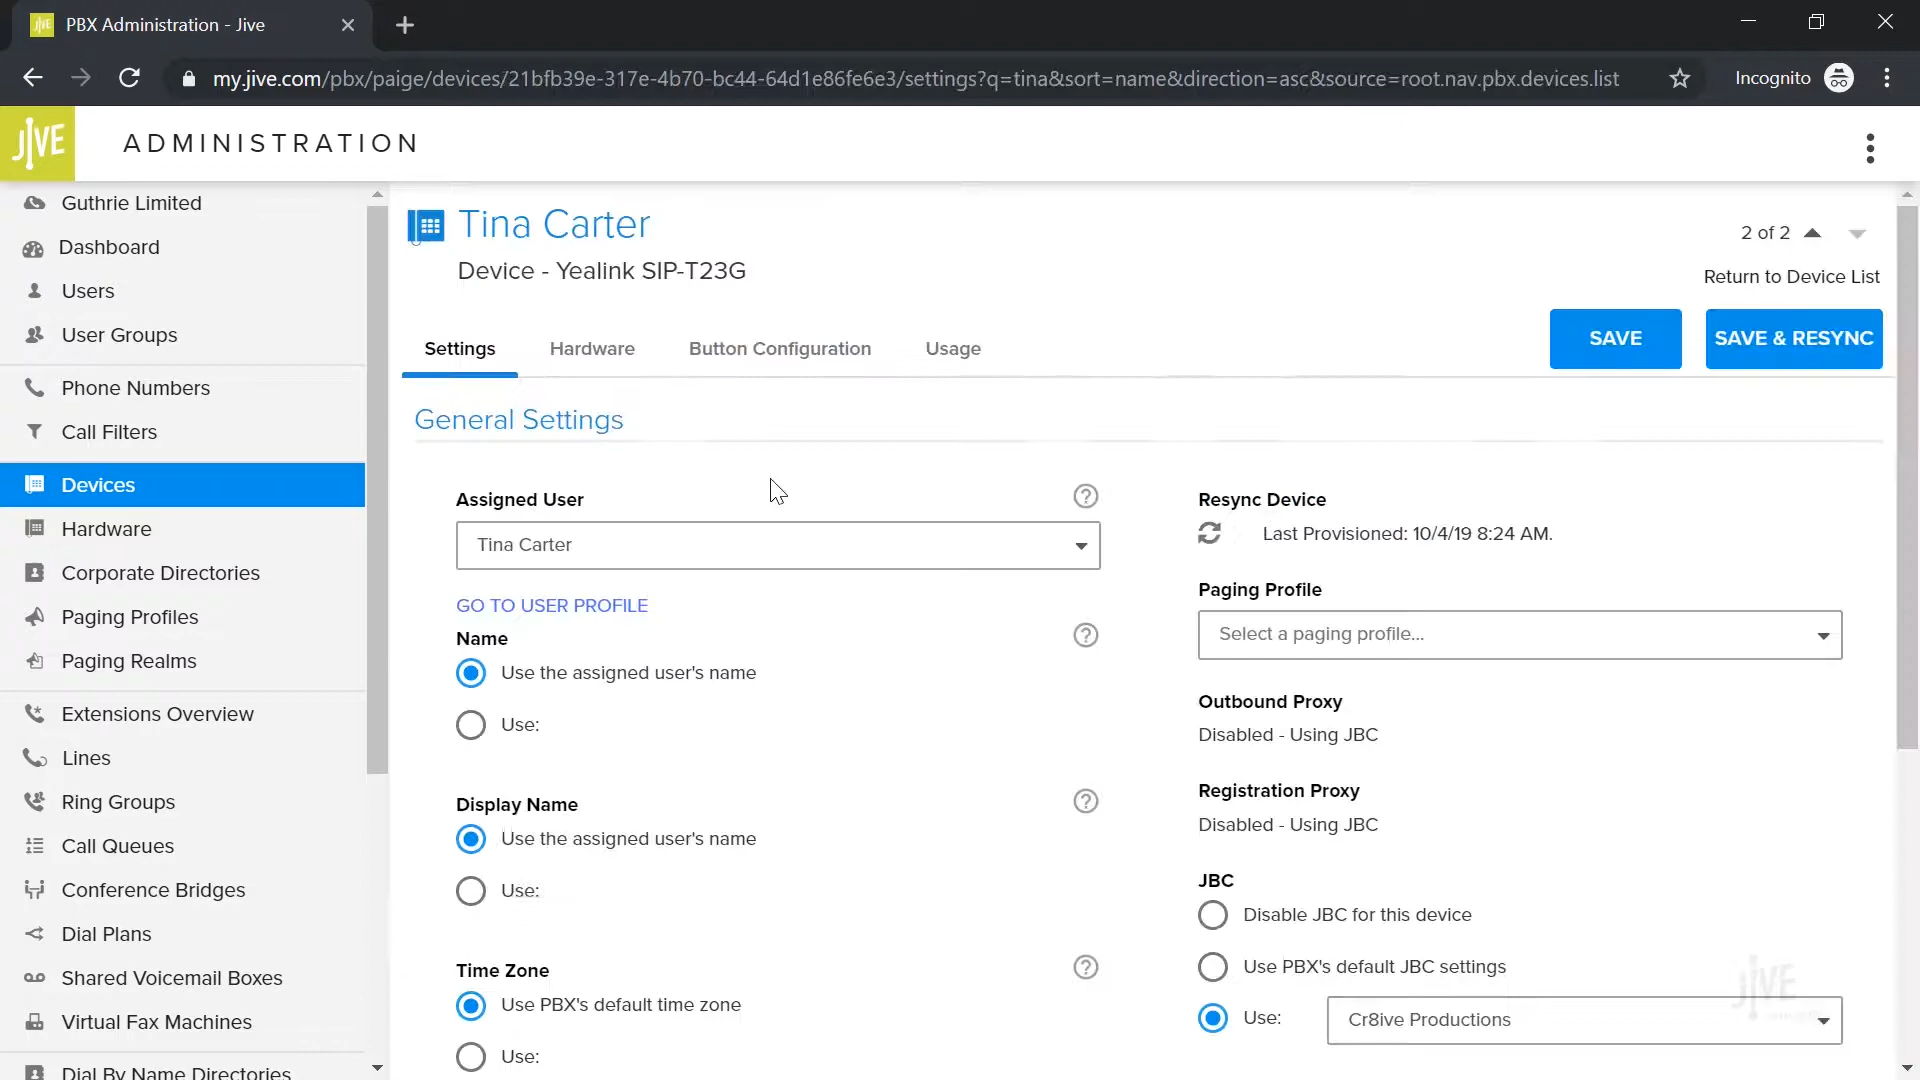 PBX Administration - Jive
my.jive.com/pbx/paige/devices/21bfb39e-317e-4b70-bc44-64d1e86fe6e3/settings?q=tina&sort=name&direction=asc&source=root.nav.pbx.devices.list
Incognito
JIVE
ADMINISTRATION
Guthrie Limited
Dashboard
Users
User Groups
Phone Numbers
Call Filters
Devices
Hardware
Corporate Directories
Paging Profiles
Paging Realms
Extensions Overview
Lines
Ring Groups
Call Queues
Conference Bridges
Dial Plans
Shared Voicemail Boxes
Virtual Fax Machines
Dial By Name Directories
Tina Carter
Device - Yealink SIP-T23G
2 of 2
Return to Device List
Settings
Hardware
Button Configuration
Usage
SAVE
SAVE & RESYNC
General Settings
Assigned User
Tina Carter
GO TO USER PROFILE
Name
Use the assigned user's name
Use:
Display Name
Use the assigned user's name
Use:
Time Zone
Use PBX's default time zone
Use:
Resync Device
Last Provisioned: 10/4/19 8:24 AM.
Paging Profile
Select a paging profile...
Outbound Proxy
Disabled - Using JBC
Registration Proxy
Disabled - Using JBC
JBC
Disable JBC for this device
Use PBX's default JBC settings
Use:
Cr8ive Productions
JIVE